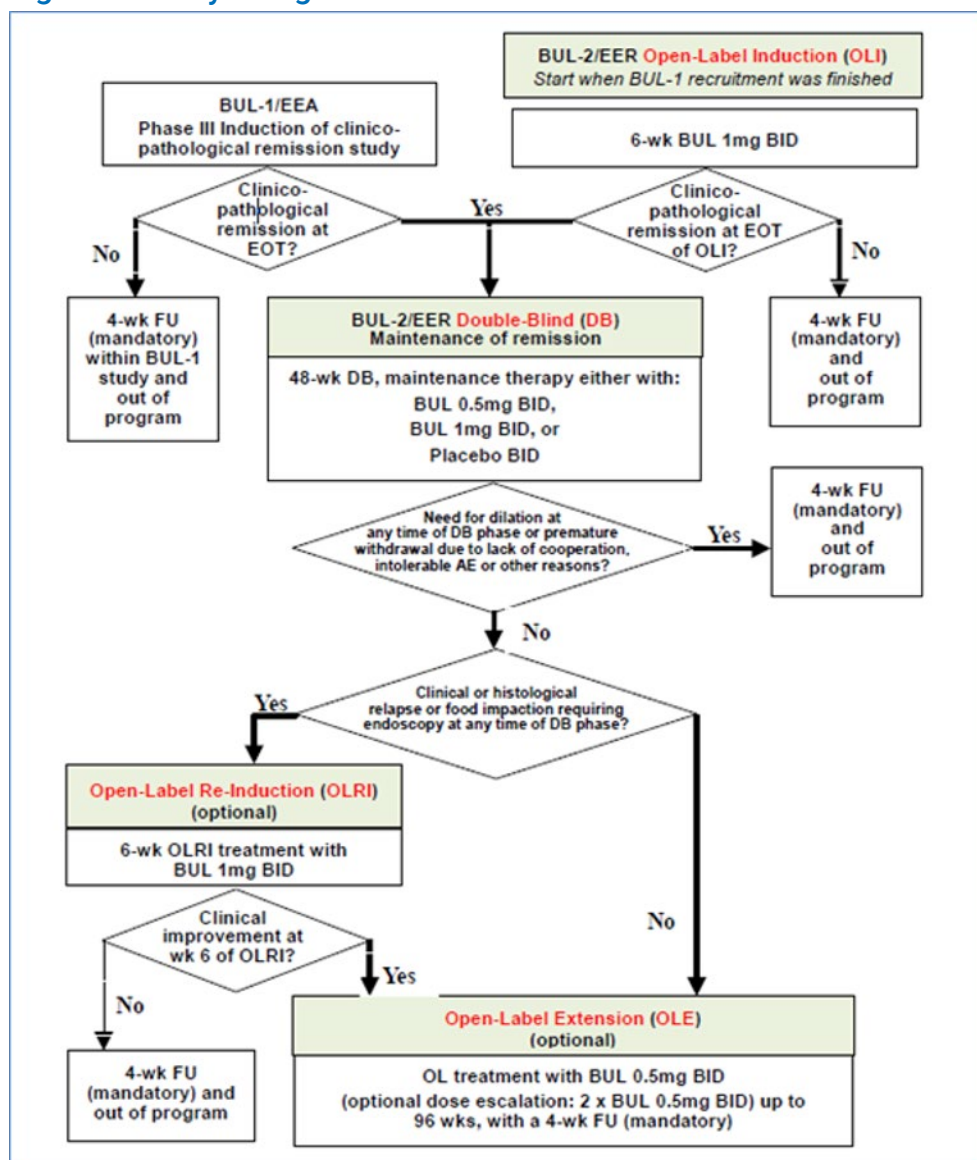 BUL-2/EER Open-Label Induction (OLI)
Start when BUL-1 recruitment was finished
BUL-1/EEA
Phase III Induction of clinico-
pathological remission study
6-wk BUL 1mg BID
Clinico-
pathological
remission at
EOT?
Yes
Clinico-
pathological
remission at EOT
of OLI?
No
No
4-wk FU
(mandatory)
within BUL-1
study and
out of
program
BUL-2/EER Double-Blind (DB)
Maintenance of remission
48-wk DB, maintenance therapy either with:
BUL 0.5mg BID,
BUL 1mg BID, or
Placebo BID
4-wk FU
(mandatory)
and
out of
program
Need for dilation at
any time of DB phase or premature
withdrawal due to lack of cooperation,
intolerable AE or other reasons?
Yes
4-wk FU
(mandatory)
and
out of
program
No
Clinical or histological
relapse or food impaction requiring
endoscopy at any time of DB phase?
Yes
Open-Label Re-Induction (OLRI)
(optional)
6-wk OLRI treatment with
BUL 1mg BID
No
Clinical
improvement at
wk 6 of OLRI?
Yes
No
4-wk FU
(mandatory) and
out of program
Open-Label Extension (OLE)
(optional)
OL treatment with BUL 0.5mg BID
(optional dose escalation: 2 x BUL 0.5mg BID) up to
96 wks, with a 4-wk FU (mandatory)